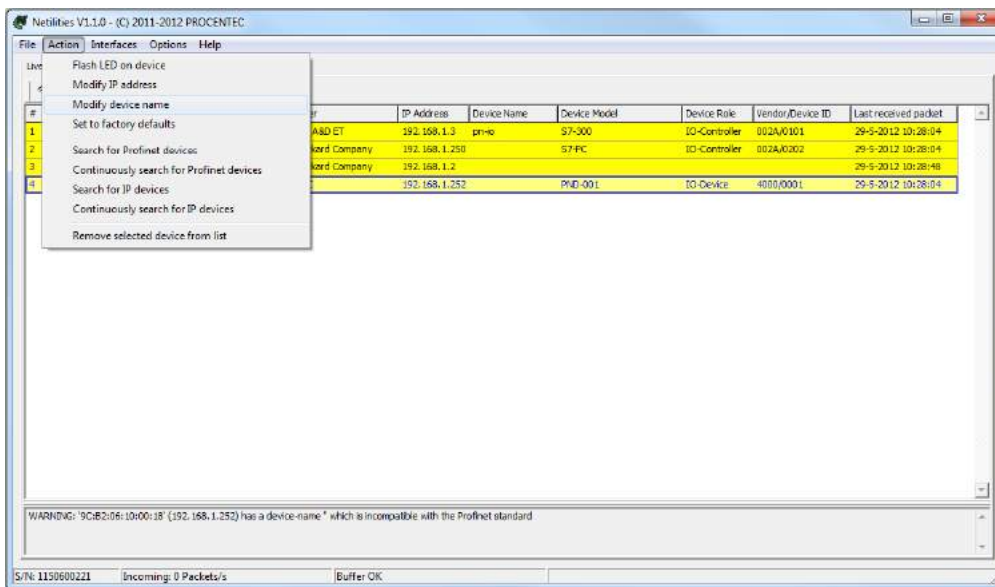 Netilities V1.1.0 - (C) 2011-2012 PROCENTEC
File Action Interfaces Options Help
Live
Flash LED on device
Modify IP address
Modify device name
Set to factory defaults
Search for Profinet devices
Continuously search for Profinet devices
Search for IP devices
Continuously search for IP devices
Remove selected device from list
# IP Address Device Name Device Model Device Role Vendor/Device ID Last received packet
1 A&D ET 192.168.1.3 pn-io S7-300 IO-Controller 002A/0101 29-5-2012 10:28:04
2 kard Company 192.168.1.250 S7-PC IO-Controller 002A/0202 29-5-2012 10:28:04
3 kard Company 192.168.1.2 29-5-2012 10:28:48
4 192.168.1.252 PND-001 IO-Device 4000/0001 29-5-2012 10:28:04
WARNING: '9C:B2:06:10:00:18' (192.168.1.252) has a device-name '' which is incompatible with the Profinet standard
S/N: 1150600221 Incoming: 0 Packets/s Buffer OK